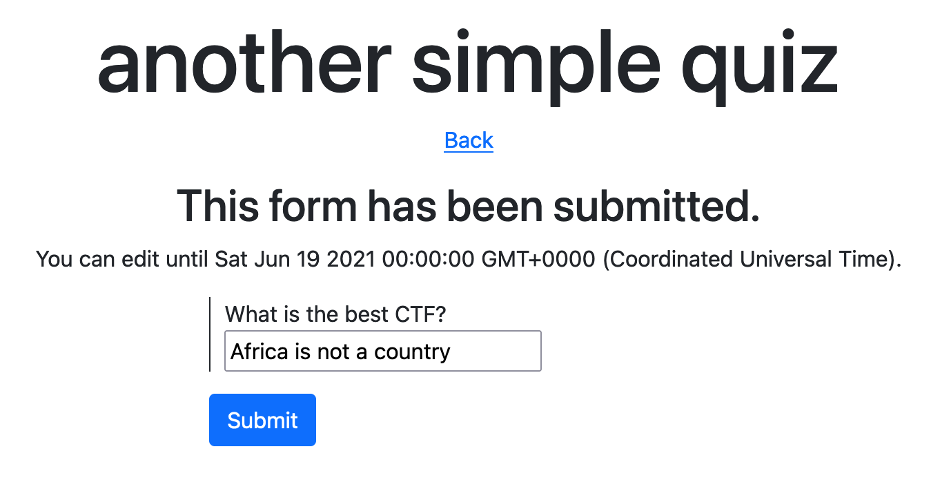 another simple quiz
Back
This form has been submitted.
You can edit until Sat Jun 19 2021 00:00:00 GMT+0000 (Coordinated Universal Time).
What is the best CTF?
Africa is not a country
Submit